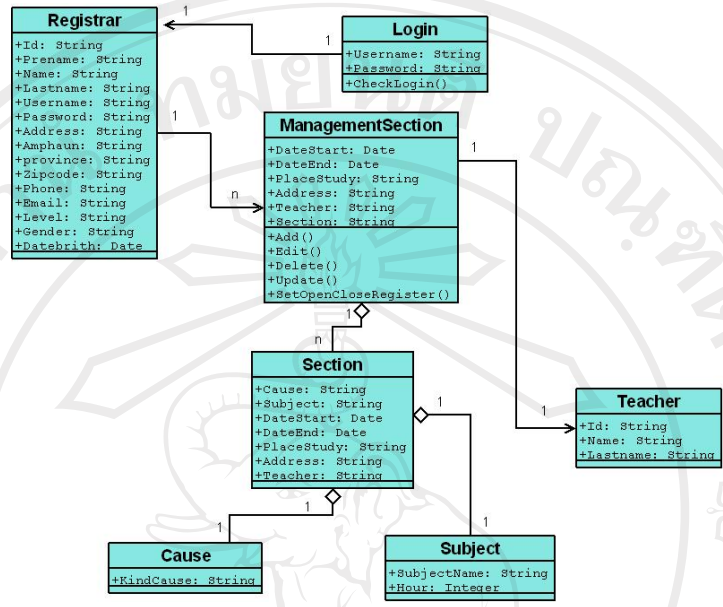 Registrar
+Id: String
+Prename: String
+Name: String
+Lastname: String
+Username: String
+Password: String
+Address: String
+Amphaun: String
+province: String
+Zipcode: String
+Phone: String
+Email: String
+Level: String
+Gender: String
+Datebrith: Date
1
1
Login
+Username: String
+Password: String
+CheckLogin()
1
n
ManagementSection
+DateStart: Date
+DateEnd: Date
+PlaceStudy: String
+Address: String
+Teacher: String
+Section: String
+Add()
+Edit()
+Delete()
+Update()
+SetOpenCloseRegister()
1
1
1
n
Section
+Cause: String
+Subject: String
+DateStart: Date
+DateEnd: Date
+PlaceStudy: String
+Address: String
+Teacher: String
Teacher
+Id: String
+Name: String
+Lastname: String
1
1
1
1
Cause
+KindCause: String
Subject
+SubjectName: String
+Hour: Integer